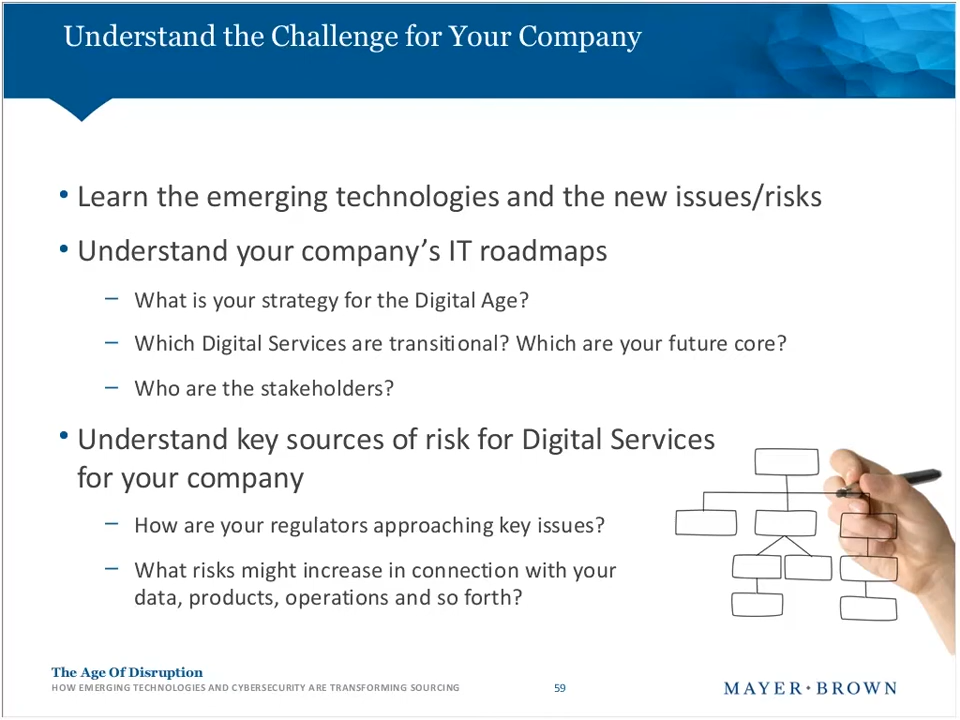 Understand the Challenge for Your Company
• Learn the emerging technologies and the new issues/risks
• Understand your company’s IT roadmaps
– What is your strategy for the Digital Age?
– Which Digital Services are transitional? Which are your future core?
– Who are the stakeholders?
• Understand key sources of risk for Digital Services
for your company
– How are your regulators approaching key issues?
– What risks might increase in connection with your
data, products, operations and so forth?
The Age Of Disruption
HOW EMERGING TECHNOLOGIES AND CYBERSECURITY ARE TRANSFORMING SOURCING
59
MAYER•BROWN